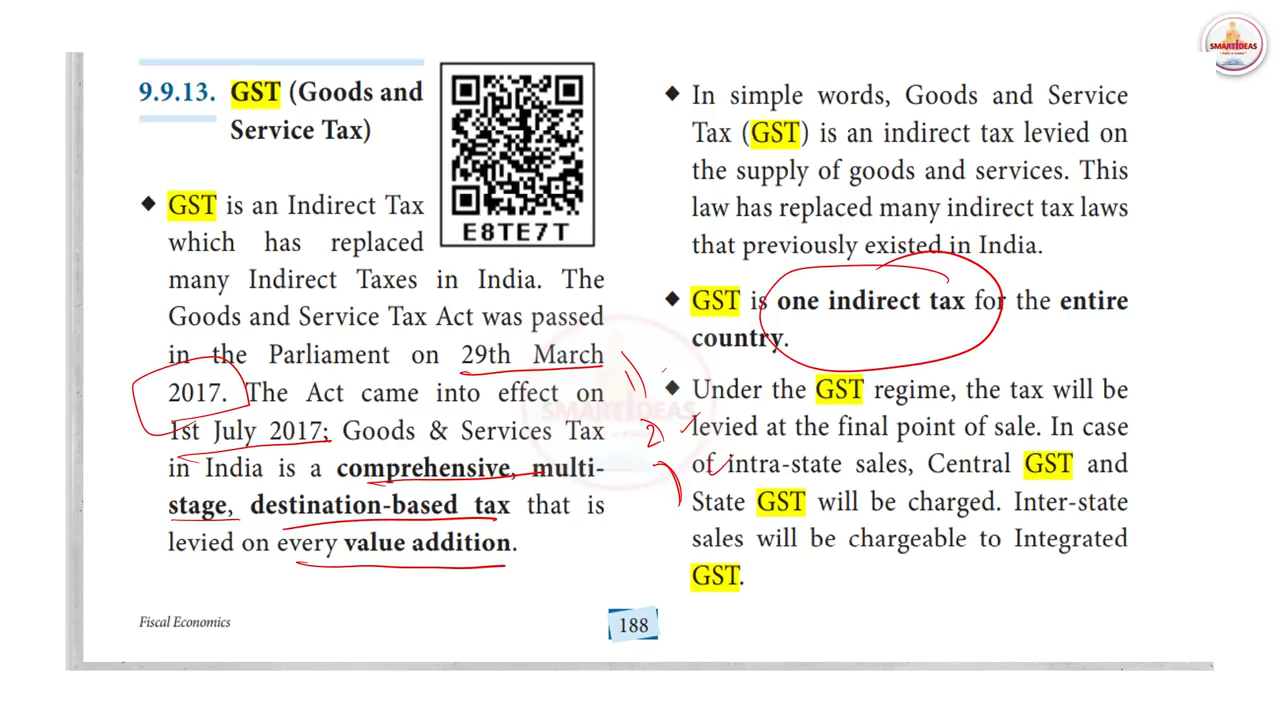 SMARTIDEAS
9.9.13. GST (Goods and
Service Tax)
E8TE7T
◆ GST is an Indirect Tax
which has replaced
many Indirect Taxes in India. The
Goods and Service Tax Act was passed
in the Parliament on 29th March
2017. The Act came into effect on
1st July 2017; Goods & Services Tax
in India is a comprehensive, multi-
stage, destination-based tax that is
levied on every value addition.
◆ In simple words, Goods and Service
Tax (GST) is an indirect tax levied on
the supply of goods and services. This
law has replaced many indirect tax laws
that previously existed in India.
◆ GST is one indirect tax for the entire
country.
◆ Under the GST regime, the tax will be
levied at the final point of sale. In case
of intra-state sales, Central GST and
State GST will be charged. Inter-state
sales will be chargeable to Integrated
GST.
SMARTIDEAS
2
Fiscal Economics
188